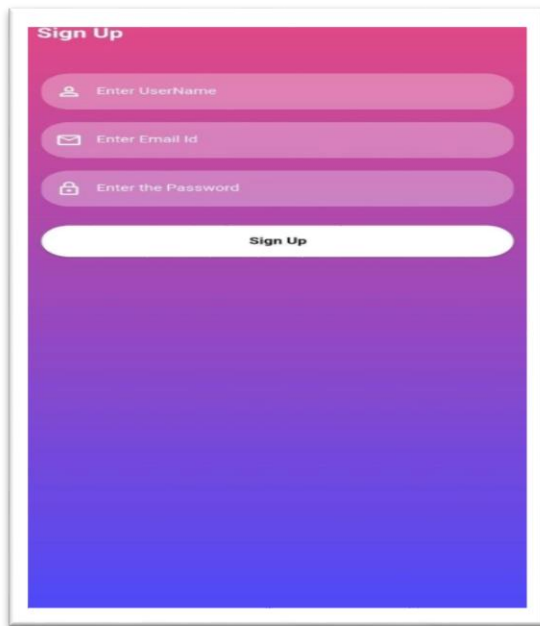 Sign Up
Enter UserName
Enter Email Id
Enter the Password
Sign Up